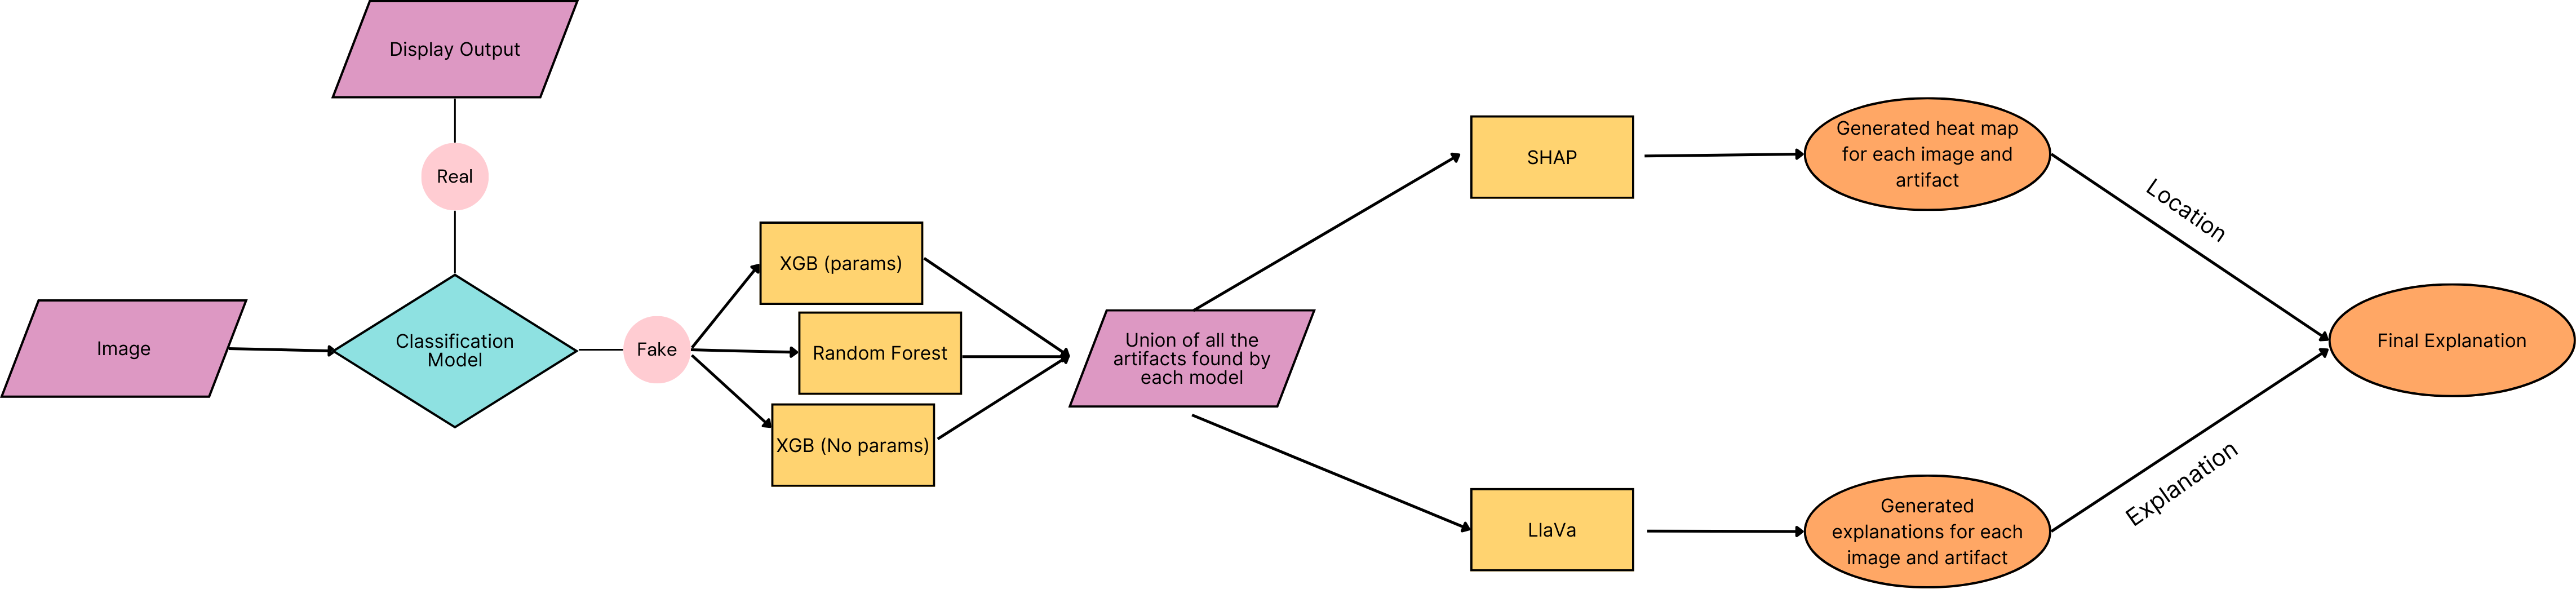 Display Output
Real
Image
Classification
Model
Fake
XGB (params)
Random Forest
XGB (No params)
Union of all the
artifacts found by
each model
SHAP
LlaVa
Generated heat map
for each image and
artifact
Generated
explanations for each
image and artifact
Location
Explanation
Final Explanation